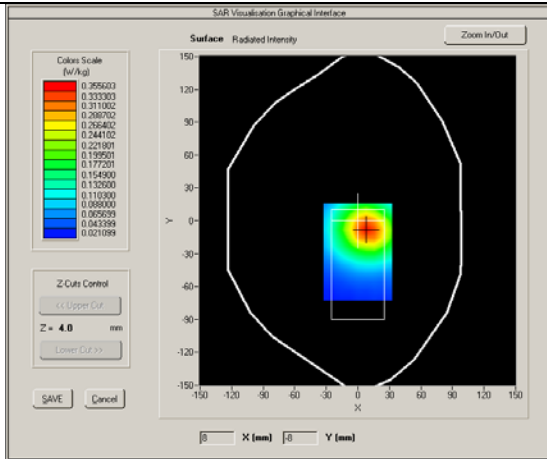 SAR Visualisation Graphical Interface
Surface Radiated Intensity
Zoom In/Out
Colors Scale
(W/kg)
0.355603
0.333303
0.311002
0.288702
0.266402
0.244102
0.221801
0.199501
0.177201
0.154900
0.132600
0.110300
0.088000
0.065699
0.043399
0.021099
Z-Cuts Control
<< Upper Cut
Z = 4.0 mm
Lower Cut >>
SAVE Cancel
150
120
90
60
30
0
-30
-60
-90
-120
-150
Y
-150 -120 -90 -60 -30 0 30 60 90 120 150
X
8 X (mm) -8 Y (mm)